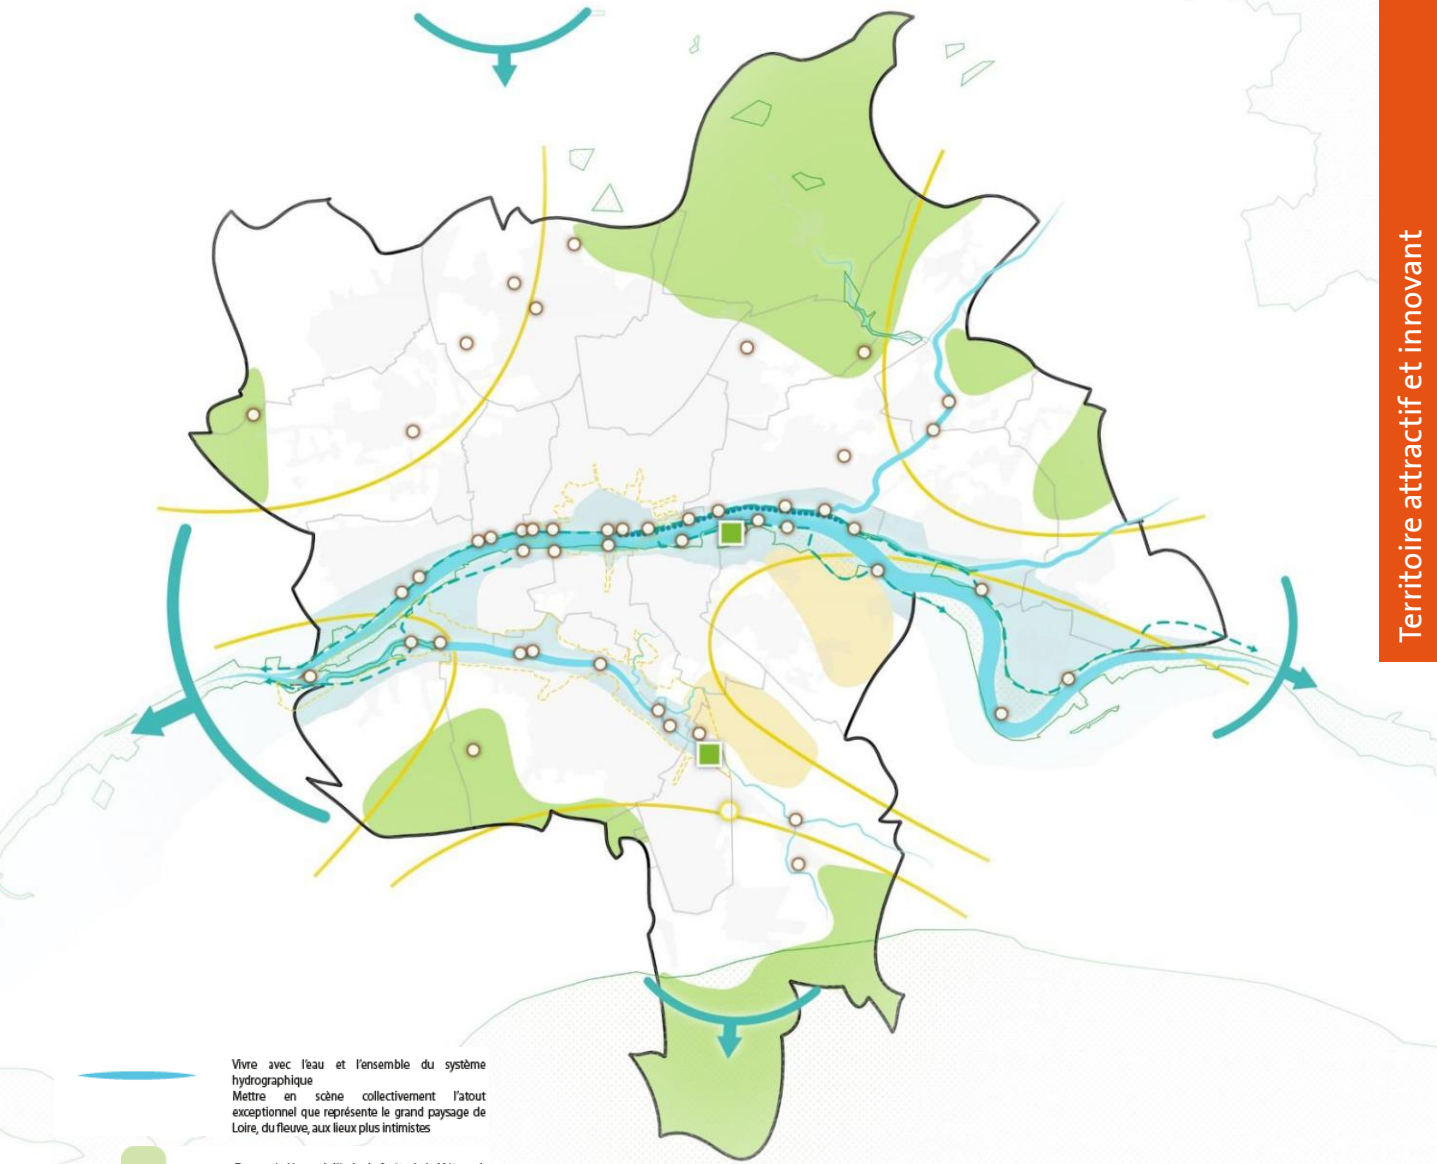 Territoire attractif et innovant
Vivre avec l'eau et l'ensemble du système
hydrographique
Mettre en scène collectivement l'atout
exceptionnel que représente le grand paysage de
Loire, du fleuve, aux lieux plus intimistes